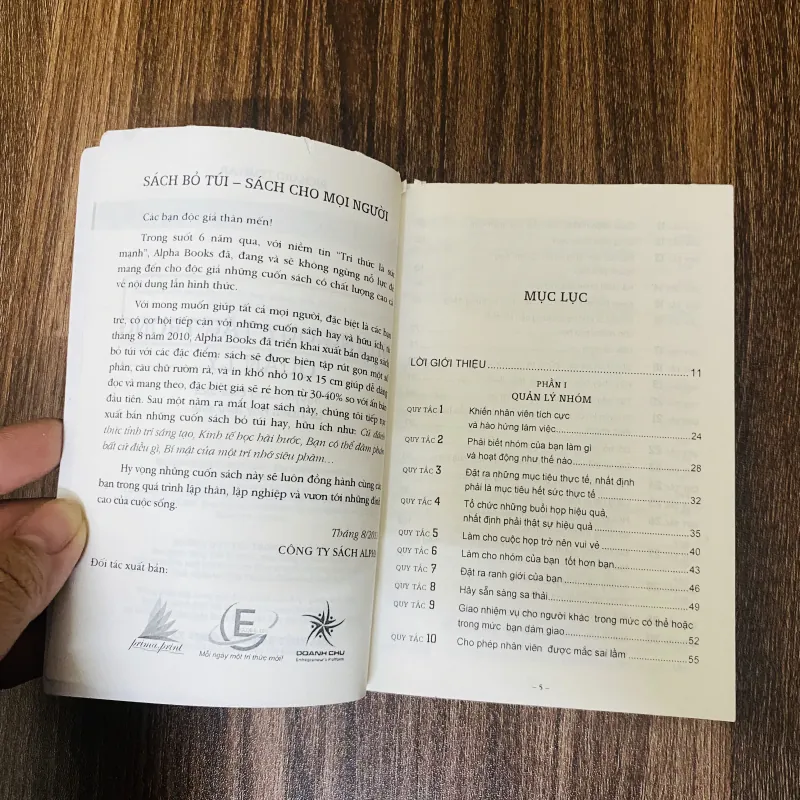 SÁCH BỎ TÚI – SÁCH CHO MỌI NGƯỜI
Các bạn độc giả thân mến!
Trong suốt 6 năm qua, với niềm tin "Tri thức là sức
mạnh", Alpha Books đã, đang và sẽ không ngừng nỗ lực để
mang đến cho độc giả những cuốn sách có chất lượng cao cả
về nội dung lẫn hình thức.
Với mong muốn giúp tất cả mọi người, đặc biệt là các bạn
trẻ, có cơ hội tiếp cận với những cuốn sách hay và hữu ích, từ
tháng 8 năm 2010, Alpha Books đã triển khai xuất bản dạng sách
bỏ túi với các đặc điểm: sách sẽ được biên tập rút gọn một số
phần, câu chữ rườm rà, và in khổ nhỏ 10 x 15 cm giúp dễ dàng
đọc và mang theo, đặc biệt giá sẽ rẻ hơn từ 30-40% so với ấn bản
đầu tiên. Sau một năm ra mắt loạt sách này, chúng tôi tiếp tục
xuất bản những cuốn sách bỏ túi hay, hữu ích như: Cú đánh
thức tinh trí sáng tạo, Kinh tế học hài hước, Bạn có thể đàm phán
bất cứ điều gì, Bí mật của một trí nhớ siêu phàm…
Hy vọng những cuốn sách này sẽ luôn đồng hành cùng các
bạn trong quá trình lập thân, lập nghiệp và vươn tới những đỉnh
cao của cuộc sống.
Tháng 8/20
CÔNG TY SÁCH ALPHA
Đối tác xuất bản:
prima print
E
Mỗi ngày một tri thức mới!
DOANH CHU
Entrepreneur's Platform
MỤC LỤC
LỜI GIỚI THIỆU 11
PHẦN I
QUẢN LÝ NHÓM
QUY TẮC 1 Khiến nhân viên tích cực
và hào hứng làm việc 24
QUY TẮC 2 Phải biết nhóm của bạn làm gì
và hoạt động như thế nào 28
QUY TẮC 3 Đặt ra những mục tiêu thực tế, nhất định
phải là mục tiêu hết sức thực tế 32
QUY TẮC 4 Tổ chức những buổi họp hiệu quả,
nhất định phải thật sự hiệu quả 35
QUY TẮC 5 Làm cho cuộc họp trở nên vui vẻ 40
QUY TẮC 6 Làm cho nhóm của bạn tốt hơn bạn 43
QUY TẮC 7 Đặt ra ranh giới của bạn 46
QUY TẮC 8 Hãy sẵn sàng sa thải 49
QUY TẮC 9 Giao nhiệm vụ cho người khác trong mức có thể hoặc
trong mức bạn dám giao 52
QUY TẮC 10 Cho phép nhân viên được mắc sai lầm 55
– 5 –